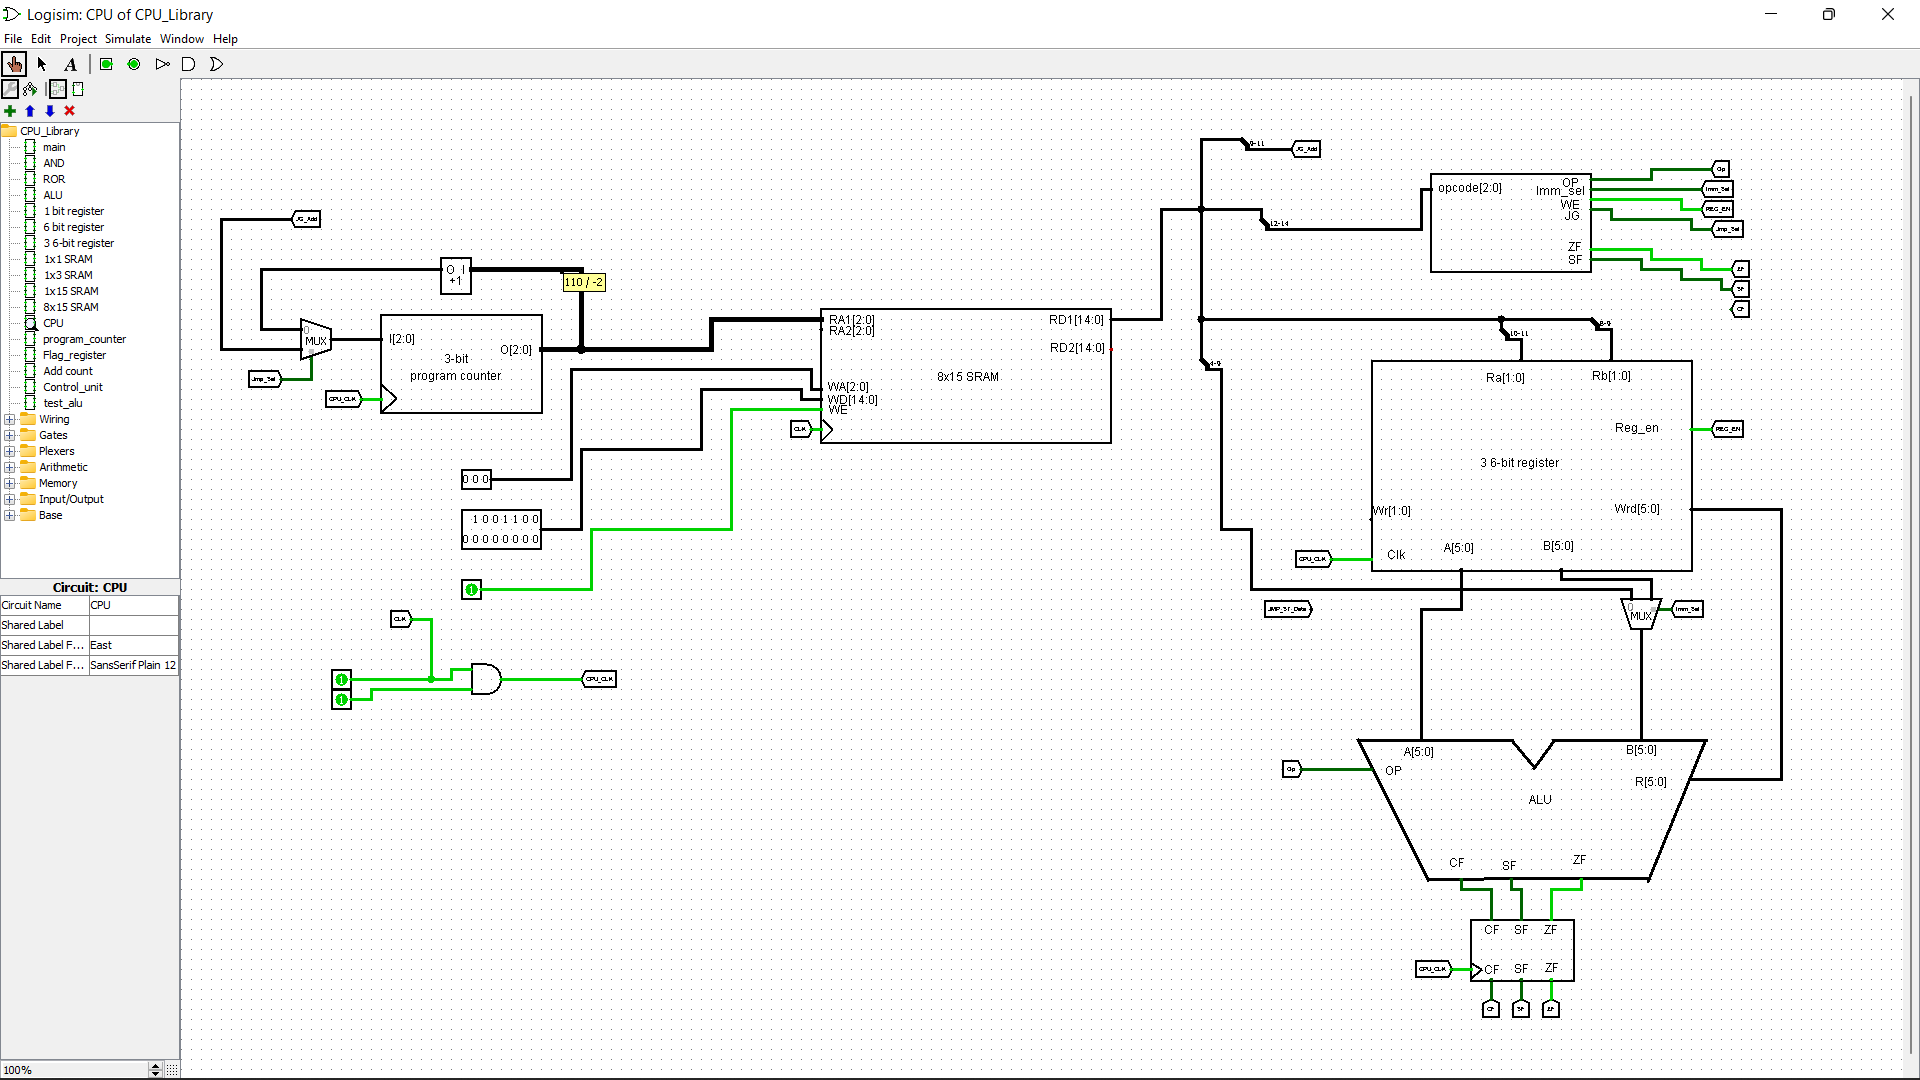 Logisim: CPU of CPU_Library
File Edit Project Simulate Window Help
A
CPU_Library
main
AND
ROR
ALU
1 bit register
6 bit register
3 6-bit register
1x1 SRAM
1x3 SRAM
1x15 SRAM
8x15 SRAM
CPU
program_counter
Flag_register
Add count
Control_unit
test_alu
Wiring
Gates
Plexers
Arithmetic
Memory
Input/Output
Base
Circuit: CPU
Circuit Name CPU
Shared Label
Shared Label F... East
Shared Label F... SansSerif Plain 12
100%
JG_Add
O I
+1
110 / -2
0
MUX
Jmp_Sel
I[2:0]
O[2:0]
3-bit
program counter
CPU_CLK
RA1[2:0]
RA2[2:0]
RD1[14:0]
RD2[14:0]
8x15 SRAM
WA[2:0]
WD[14:0]
WE
CLK
0 0 0
1 0 0 1 1 0 0
0 0 0 0 0 0 0 0
1
CLK
1
1
CPU_CLK
9-11
JG_Add
12-14
opcode[2:0]
OP
Imm_sel
WE
JG
ZF
SF
Op
Imm_Sel
REG_EN
Jmp_Sel
ZF
SF
CF
10-11
8-9
4-9
Ra[1:0]
Rb[1:0]
Reg_en
REG_EN
3 6-bit register
Wr[1:0]
Wrd[5:0]
Clk
A[5:0]
B[5:0]
CPU_CLK
0
MUX
Imm_Sel
A[5:0]
B[5:0]
Op
OP
R[5:0]
ALU
CF
SF
ZF
CF SF ZF
CPU_CLK
CF SF ZF
CF SF ZF